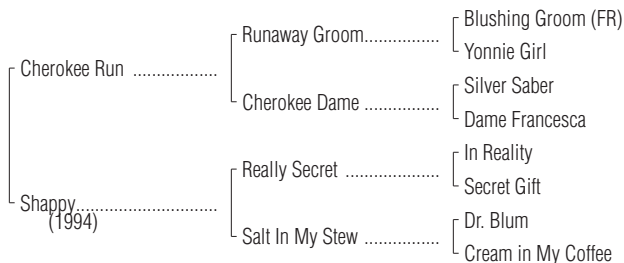 Blushing Groom (FR)
Runaway Groom................
Yonnie Girl
Cherokee Run ..................
Silver Saber
Cherokee Dame ................
Dame Francesca
In Reality
Really Secret ....................
Secret Gift
Shappy..............................
(1994)
Dr. Blum
Salt In My Stew ................
Cream in My Coffee